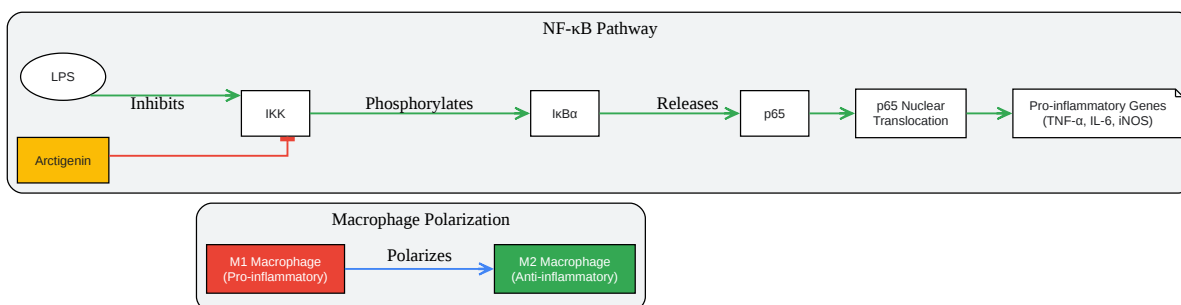 NF-κB Pathway
LPS
Inhibits
IKK
Phosphorylates
IκBα
Releases
p65
p65 Nuclear
Translocation
Pro-inflammatory Genes
(TNF-α, IL-6, iNOS)
Arctigenin
Macrophage Polarization
M1 Macrophage
(Pro-inflammatory)
Polarizes
M2 Macrophage
(Anti-inflammatory)